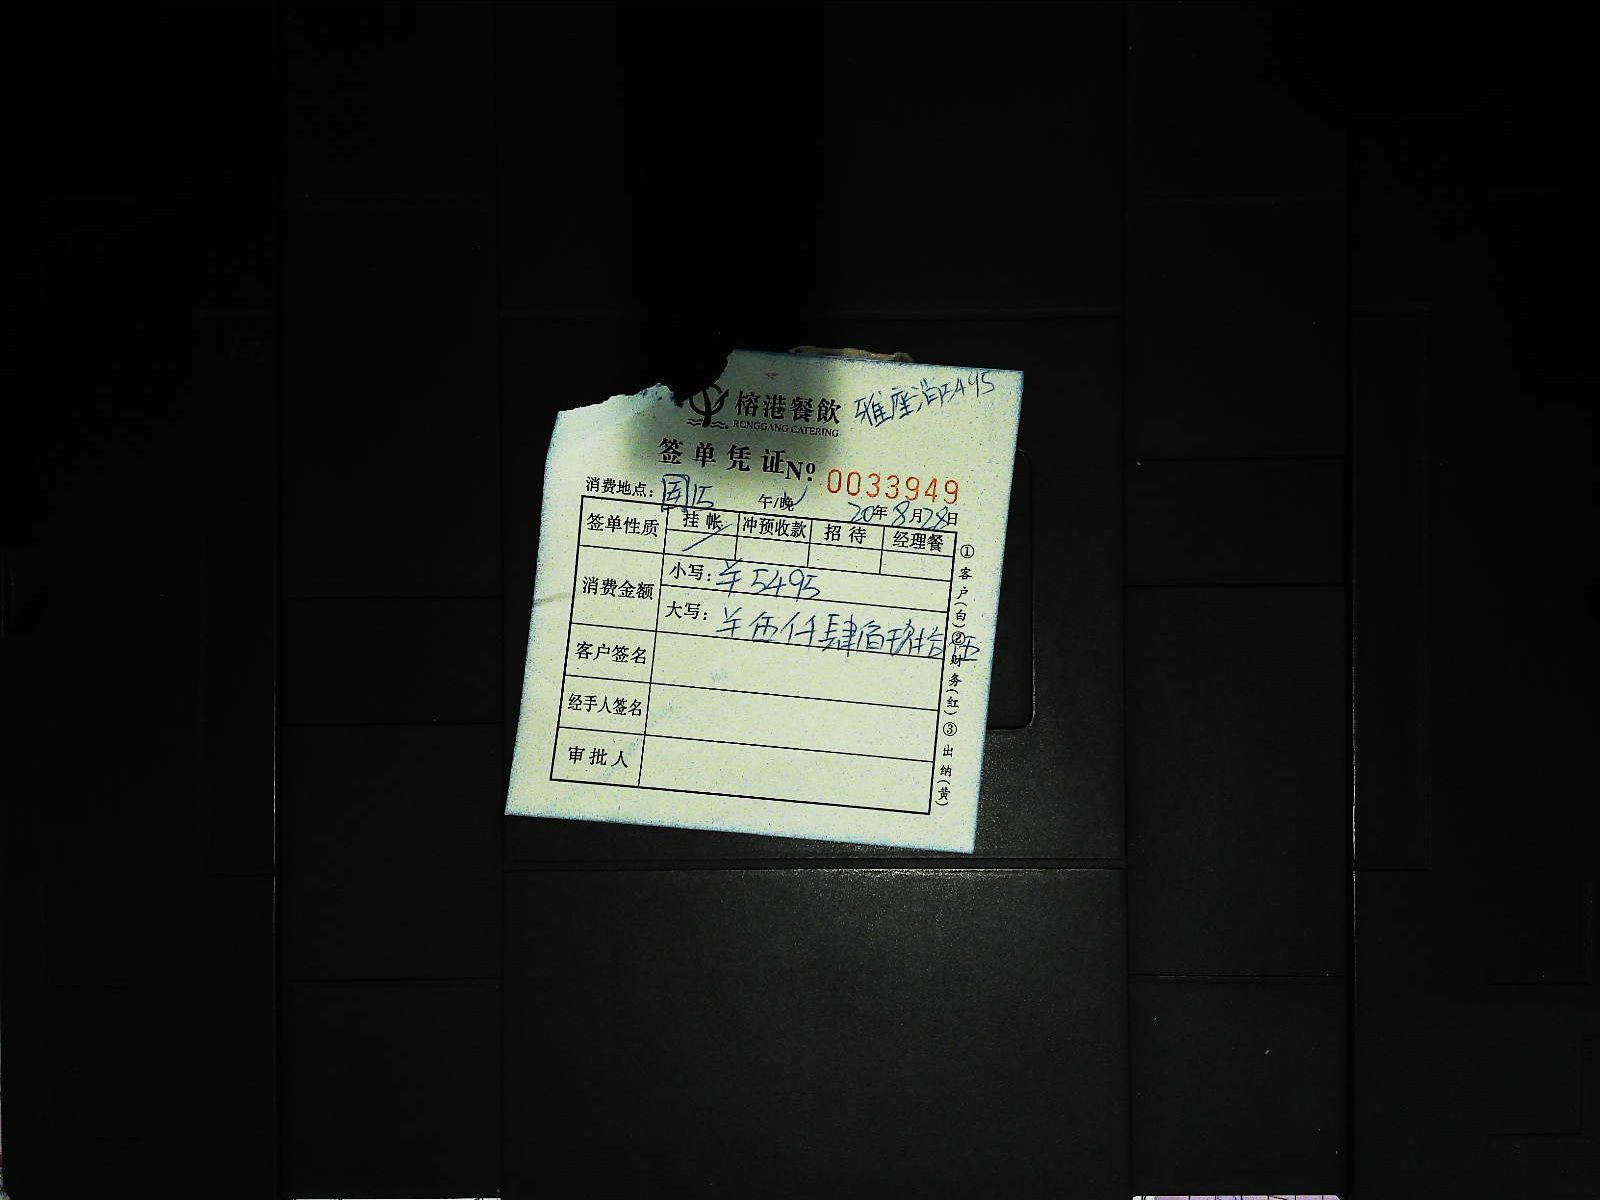 榕港餐飲 雅座消5495
RONGGANG CATERING
签单凭证 Nº: 0033949
消费地点: 国15 午/晚 20年8月28日
签单性质 挂帐 冲预收款 招待 经理餐
消费金额 小写: ¥5495
大写: ¥伍仟肆佰玖拾伍
客户签名
经手人签名
审批人
①客户(白)②财务(红)③出纳(黄)